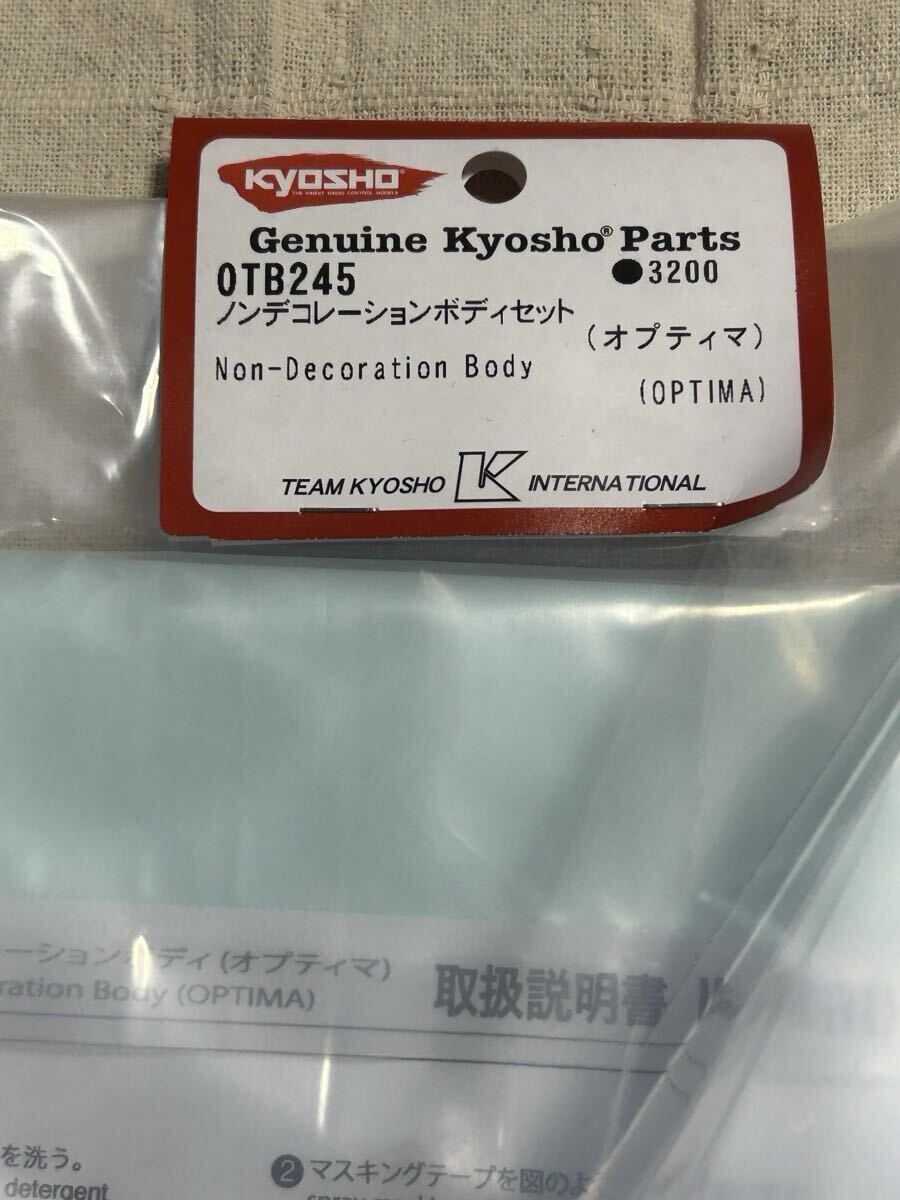 KYOSHO
THE FINEST RADIO CONTROL MODELS
Genuine Kyosho® Parts
OTB245 ●3200
ノンデコレーションボディセット
(オプティマ)
Non-Decoration Body
(OPTIMA)
TEAM KYOSHO K INTERNATIONAL
ーションボディ(オプティマ)
ration Body (OPTIMA)
取扱説明書
を洗う。
detergent
❷マスキングテープを図のよ